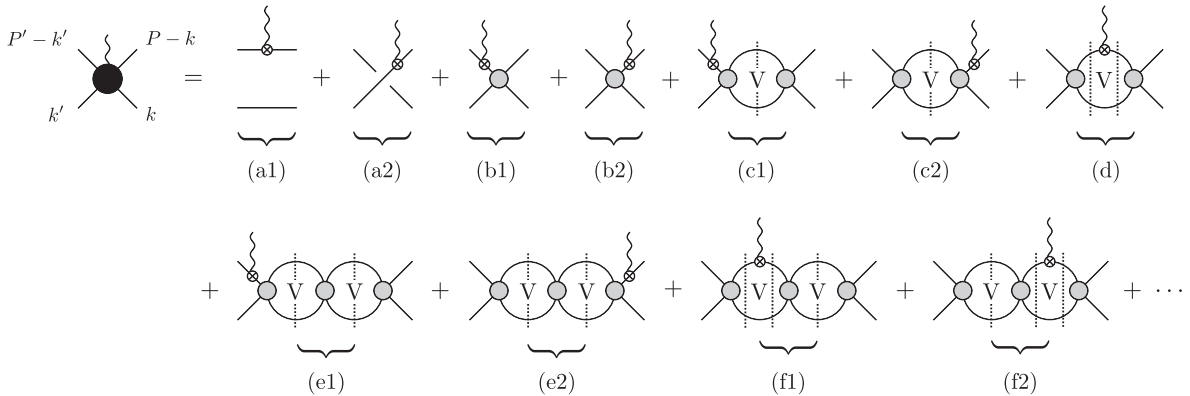 P′ − k′ P − k
k′ k
= + + + + + +
V V V
(a1) (a2) (b1) (b2) (c1) (c2) (d)
+ V V + V V + V V + V V + ⋯
(e1) (e2) (f1) (f2)